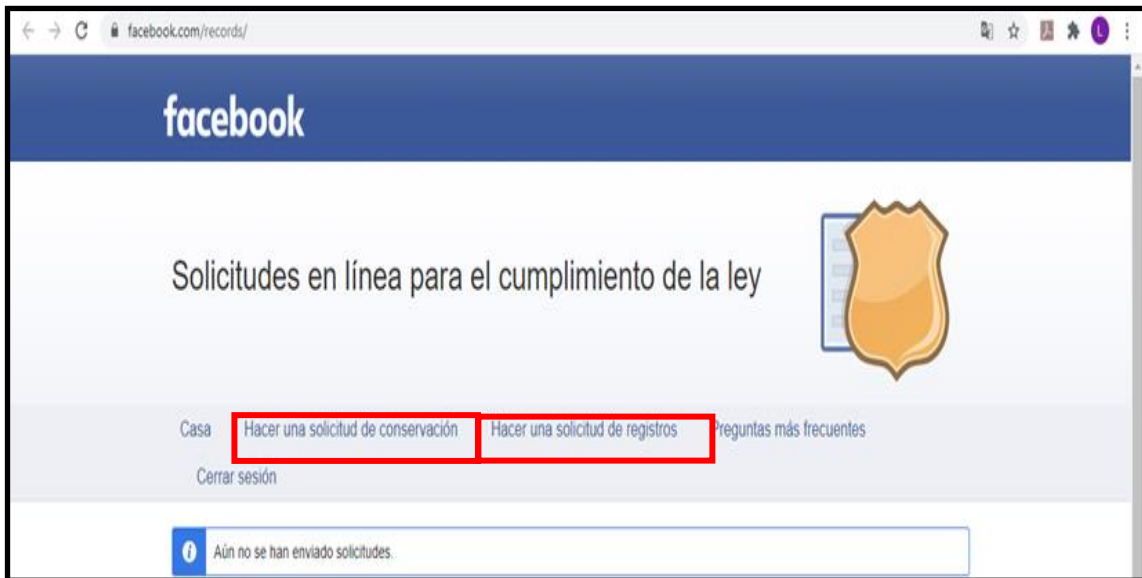 facebook.com/records/
L
facebook
Solicitudes en línea para el cumplimiento de la ley
Casa Hacer una solicitud de conservación Hacer una solicitud de registros Preguntas más frecuentes
Cerrar sesión
Aún no se han enviado solicitudes.